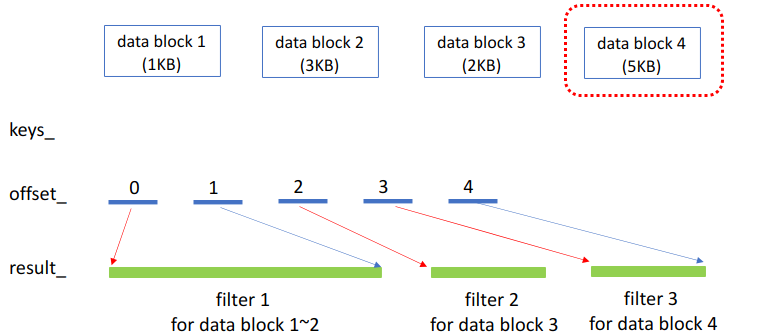 data block 1
(1KB)
data block 2
(3KB)
data block 3
(2KB)
data block 4
(5KB)
keys_
offset_
0
1
2
3
4
result_
filter 1
for data block 1~2
filter 2
for data block 3
filter 3
for data block 4